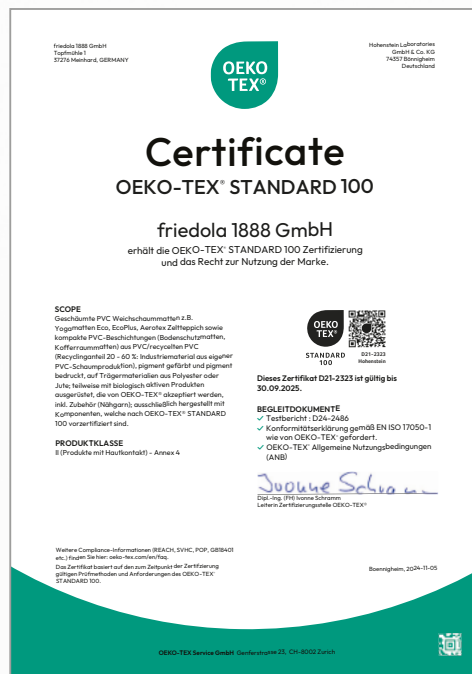 friedola 1888 GmbH
Topfmühle 1
37276 Meinhard, GERMANY
Hohenstein Laboratories
GmbH & Co. KG
74357 Bönnigheim
Deutschland
OEKO
TEX®
Certificate
OEKO-TEX® STANDARD 100
friedola 1888 GmbH
erhält die OEKO-TEX® STANDARD 100 Zertifizierung
und das Recht zur Nutzung der Marke.
SCOPE
Geschäumte PVC Weichschaummatten z.B.
Yogamatten Eco, EcoPlus, Aerotex Zeltteppich sowie
kompakte PVC-Beschichtungen (Bodenschutzmatten,
Kofferraummatten) aus PVC/recycelten PVC
(Recyclinganteil 20 - 60 %: Industriematerial aus eigener
PVC-Schaumproduktion), pigment gefärbt und pigment
bedruckt, auf Trägermaterialien aus Polyester oder
Jute; teilweise mit biologisch aktiven Produkten
ausgerüstet, die von OEKO-TEX® akzeptiert werden,
inkl. Zubehör (Nähgarn); ausschließlich hergestellt mit
Komponenten, welche nach OEKO-TEX® STANDARD
100 vorzertifiziert sind.
PRODUKTKLASSE
II (Produkte mit Hautkontakt) - Annex 4
OEKO
TEX®
STANDARD
100
D21-2323
Hohenstein
Dieses Zertifikat D21-2323 ist gültig bis
30.09.2025.
BEGLEITDOKUMENTE
✓ Testbericht : D24-2486
✓ Konformitätserklärung gemäß EN ISO 17050-1
wie von OEKO-TEX® gefordert.
✓ OEKO-TEX® Allgemeine Nutzungsbedingungen
(ANB)
Ivonne Schramm
Dipl.-Ing. (FH) Ivonne Schramm
Leiterin Zertifizierungsstelle OEKO-TEX®
Weitere Compliance-Informationen (REACH, SVHC, POP, GB18401
etc.) finden Sie hier: oeko-tex.com/en/faq.
Das Zertifikat basiert auf den zum Zeitpunkt der Zertifizierung
gültigen Prüfmethoden und Anforderungen des OEKO-TEX®
STANDARD 100.
Boennigheim, 2024-11-05
OEKO-TEX Service GmbH Genferstrasse 23, CH-8002 Zurich